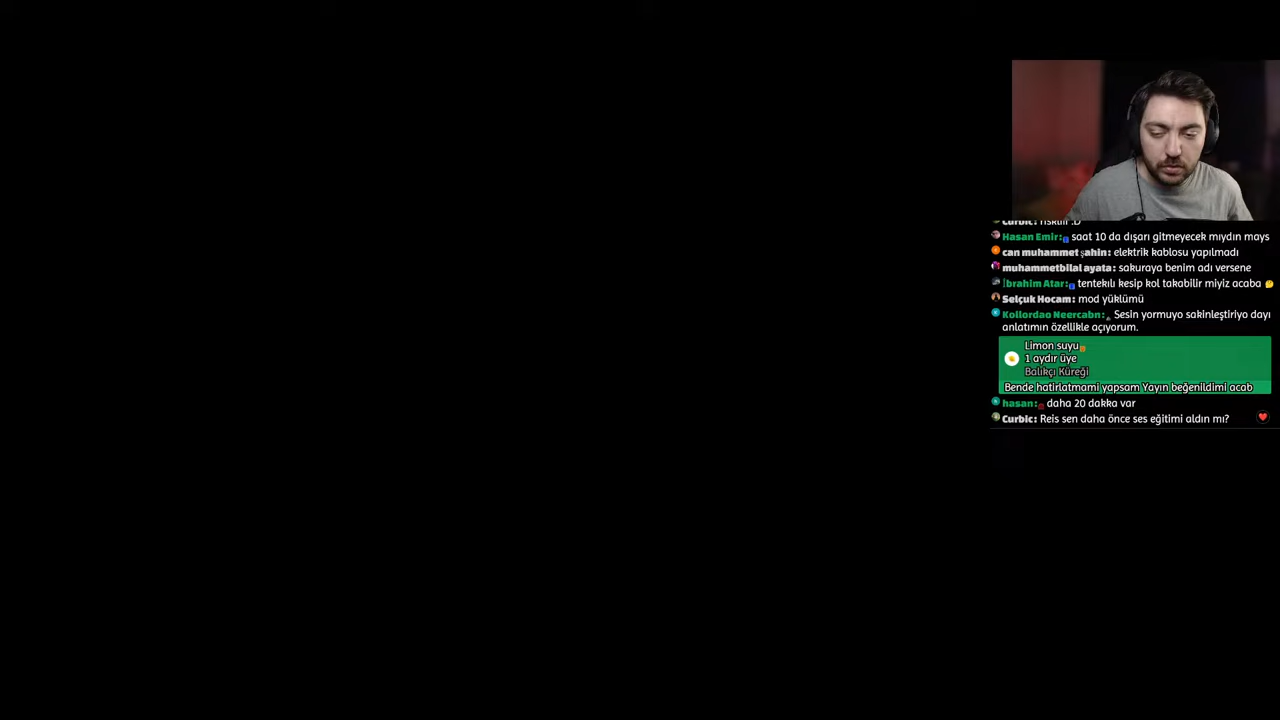 Curbic: riskliii :D
Hasan Emir: saat 10 da dışarı gitmeyecek mıydın mays
can muhammet şahin: elektrik kablosu yapılmadı
muhammetbilal ayata: sakuraya benim adı versene
İbrahim Atar: tentekılı kesip kol takabilir miyiz acaba 🤔
Selçuk Hocam: mod yüklümü
Kollordao Neercabn: Sesin yormuyo sakinleştiriyo dayı
anlatımın özellikle açıyorum.
Limon suyu
1 aydır üye
Balıkçı Küreği
Bende hatirlatmami yapsam Yayın beğenildimi acab
hasan: daha 20 dakka var
Curbic: Reis sen daha önce ses eğitimi aldın mı?